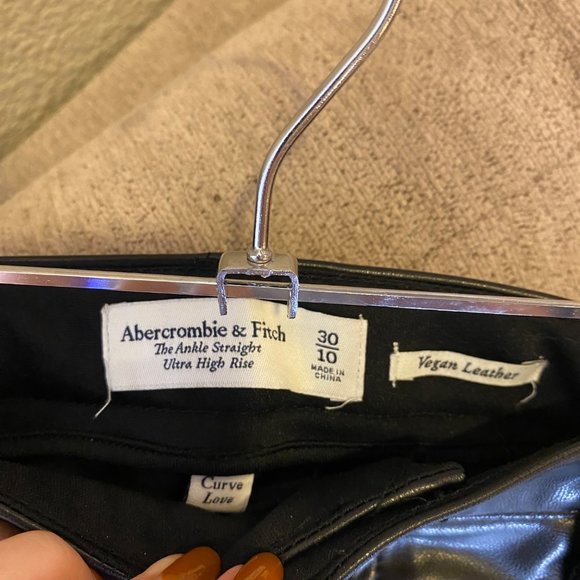 Abercrombie & Fitch
The Ankle Straight
Ultra High Rise
30
10
MADE IN
CHINA
Vegan Leather
Curve
Love